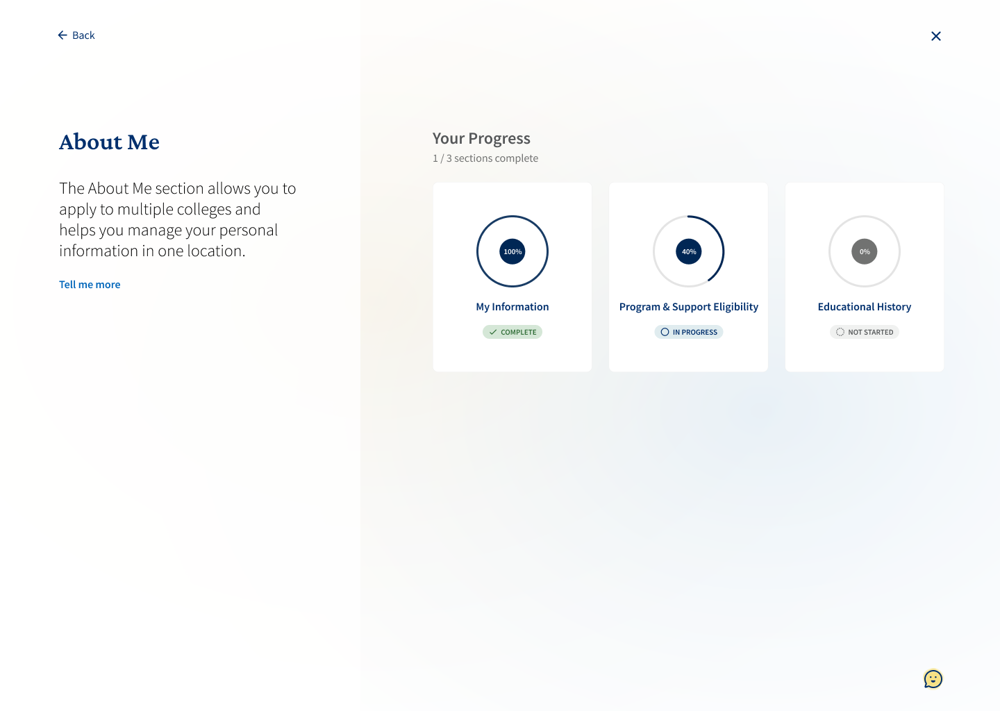 Back
About Me
The About Me section allows you to
apply to multiple colleges and
helps you manage your personal
information in one location.
Tell me more
Your Progress
1 / 3 sections complete
100%
My Information
COMPLETE
40%
Program & Support Eligibility
IN PROGRESS
0%
Educational History
NOT STARTED